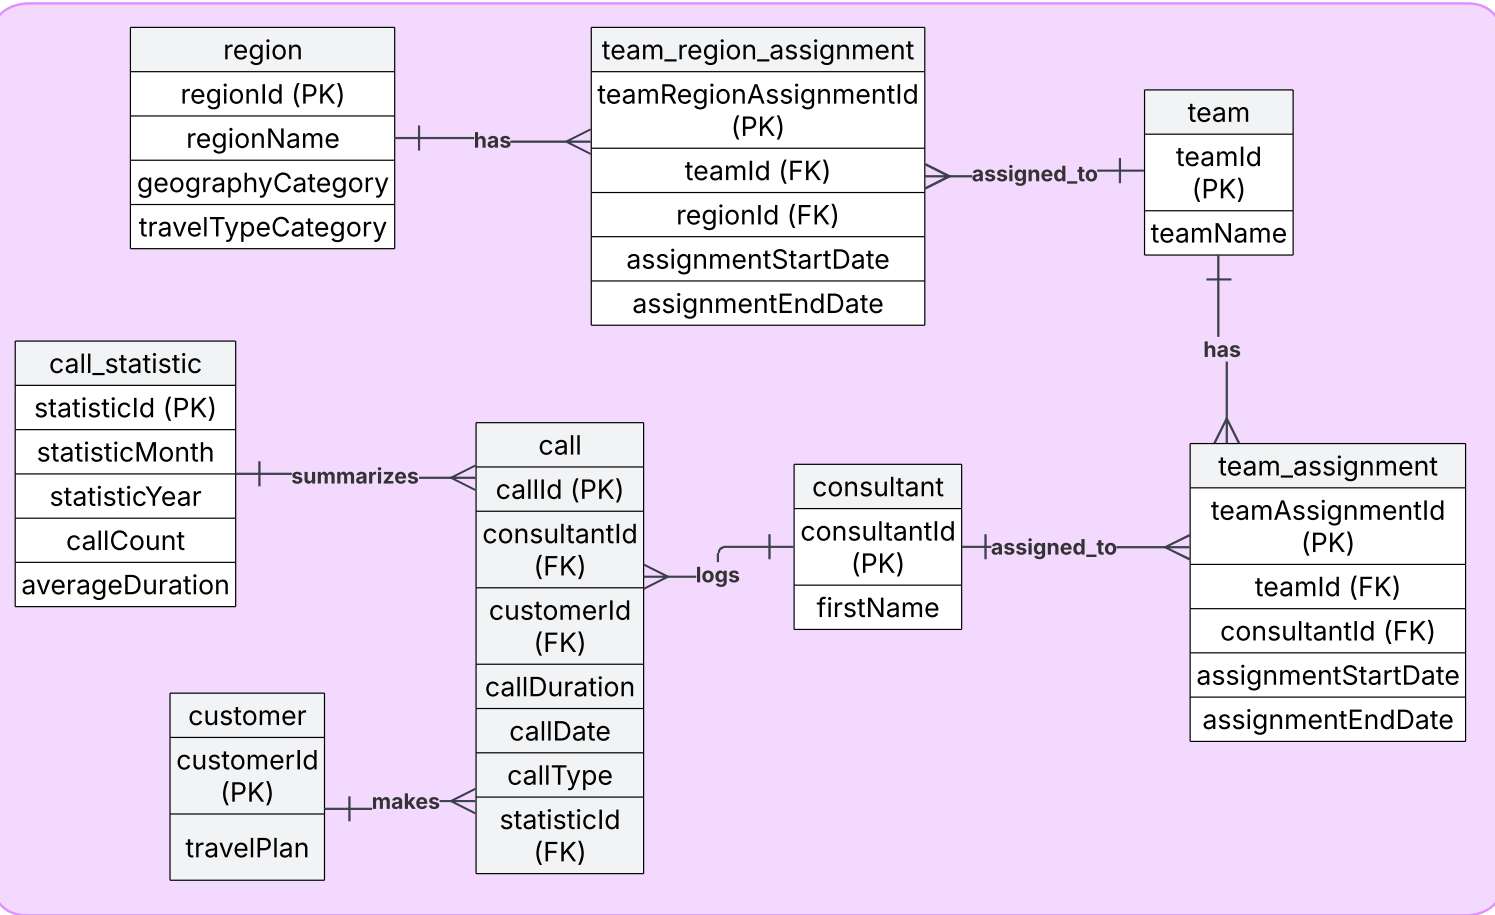 region
regionId (PK)
regionName
geographyCategory
travelTypeCategory
has
team_region_assignment
teamRegionAssignmentId
(PK)
teamId (FK)
regionId (FK)
assignmentStartDate
assignmentEndDate
assigned_to
team
teamId
(PK)
teamName
has
call_statistic
statisticId (PK)
statisticMonth
statisticYear
callCount
averageDuration
summarizes
call
callId (PK)
consultantId
(FK)
customerId
(FK)
callDuration
callDate
callType
statisticId
(FK)
logs
consultant
consultantId
(PK)
firstName
assigned_to
team_assignment
teamAssignmentId
(PK)
teamId (FK)
consultantId (FK)
assignmentStartDate
assignmentEndDate
customer
customerId
(PK)
travelPlan
makes